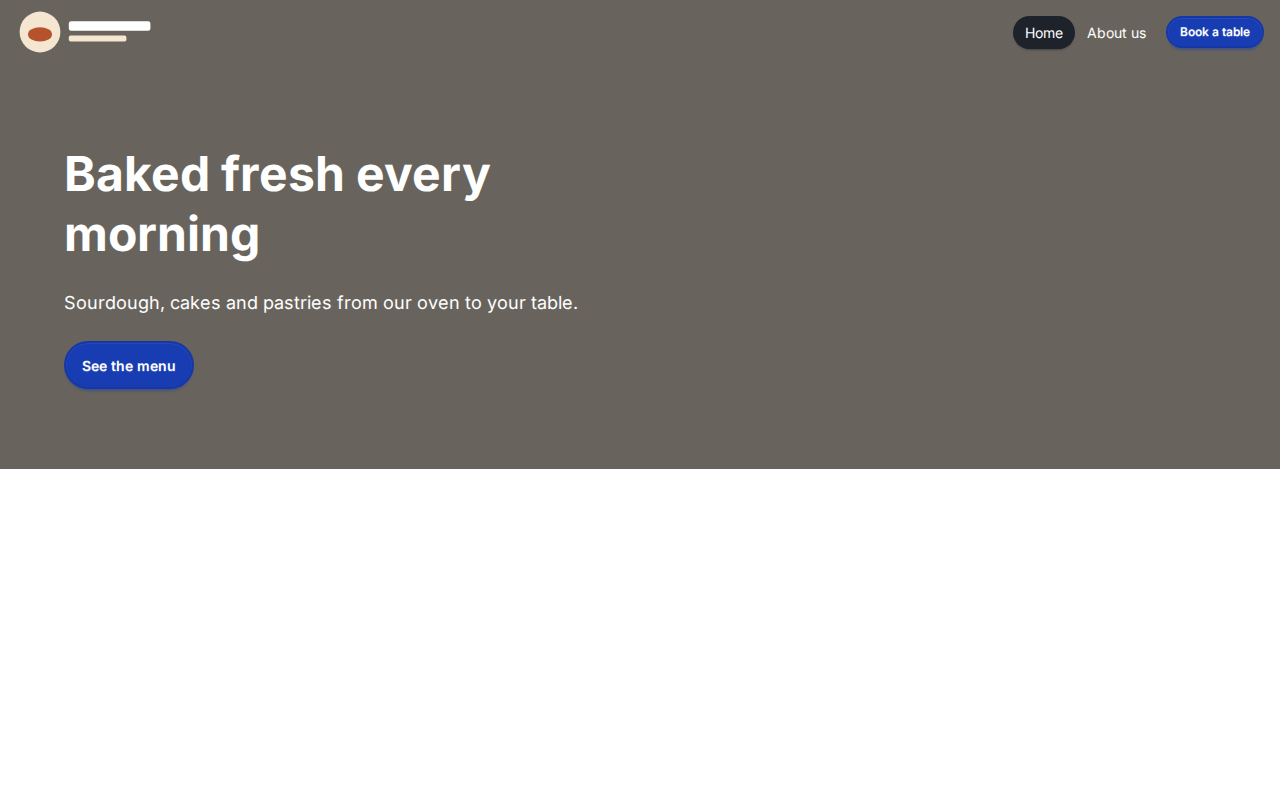 Home
About us
Book a table
Baked fresh every
morning
Sourdough, cakes and pastries from our oven to your table.
See the menu